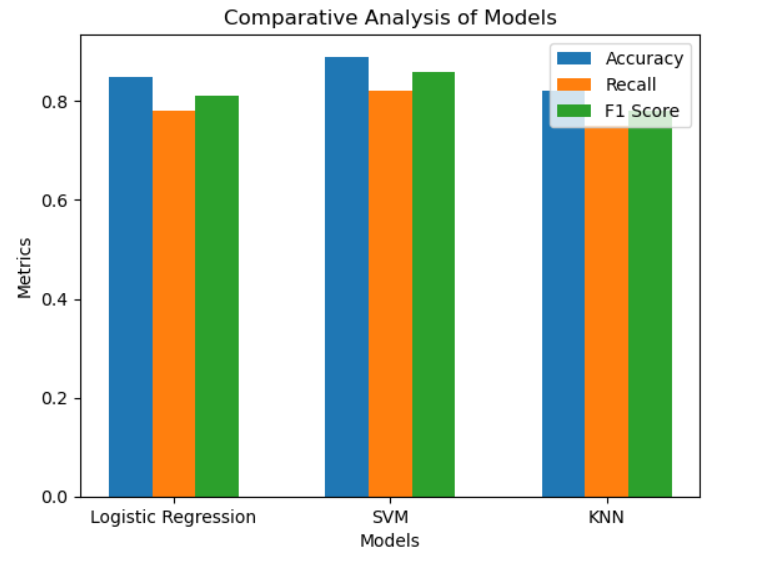 Comparative Analysis of Models
Accuracy
Recall
F1 Score
Metrics
0.8
0.6
0.4
0.2
0.0
Logistic Regression
SVM
KNN
Models